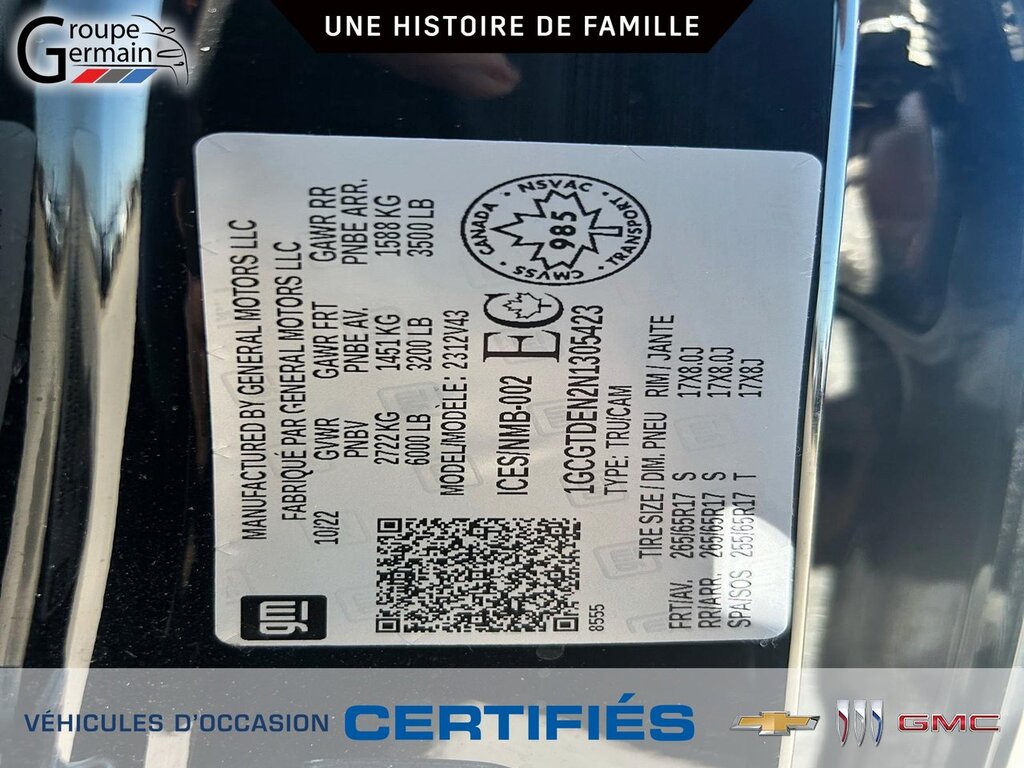 Groupe
Germain
UNE HISTOIRE DE FAMILLE
gm
MANUFACTURED BY GENERAL MOTORS LLC
FABRIQUÉ PAR GENERAL MOTORS LLC
10/22 GVWR GAWR FRT GAWR RR
PNBV PNBE AV. PNBE ARR.
2722 KG 1451 KG 1588 KG
6000 LB 3200 LB 3500 LB
MODEL/MODÈLE: 2312V43
ICES/NMB-002 EC
CANADA · NSVAC · TRANSPORT · CMVSS
985
1GCGTDEN2N1305423
TYPE: TRU/CAM
8555
TIRE SIZE / DIM. PNEU RIM / JANTE
FRT/AV. 265/65R17 S 17X8.0J
RR/ARR. 265/65R17 S 17X8.0J
SPA/SOS 255/65R17 T 17X8J
VÉHICULES D'OCCASION CERTIFIÉS
GMC